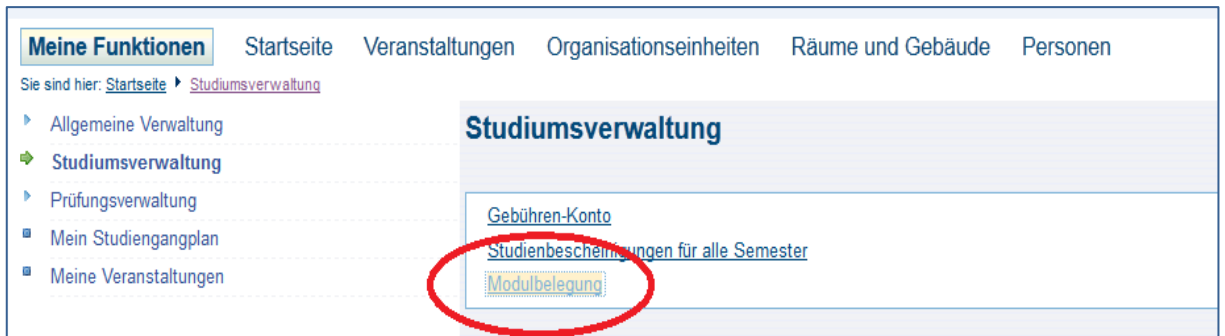 Meine Funktionen Startseite Veranstaltungen Organisationseinheiten Räume und Gebäude Personen
Sie sind hier: Startseite Studiumsverwaltung
Allgemeine Verwaltung
Studiumsverwaltung
Prüfungsverwaltung
Mein Studiengangplan
Meine Veranstaltungen
Studiumsverwaltung
Gebühren-Konto
Studienbescheinigungen für alle Semester
Modulbelegung